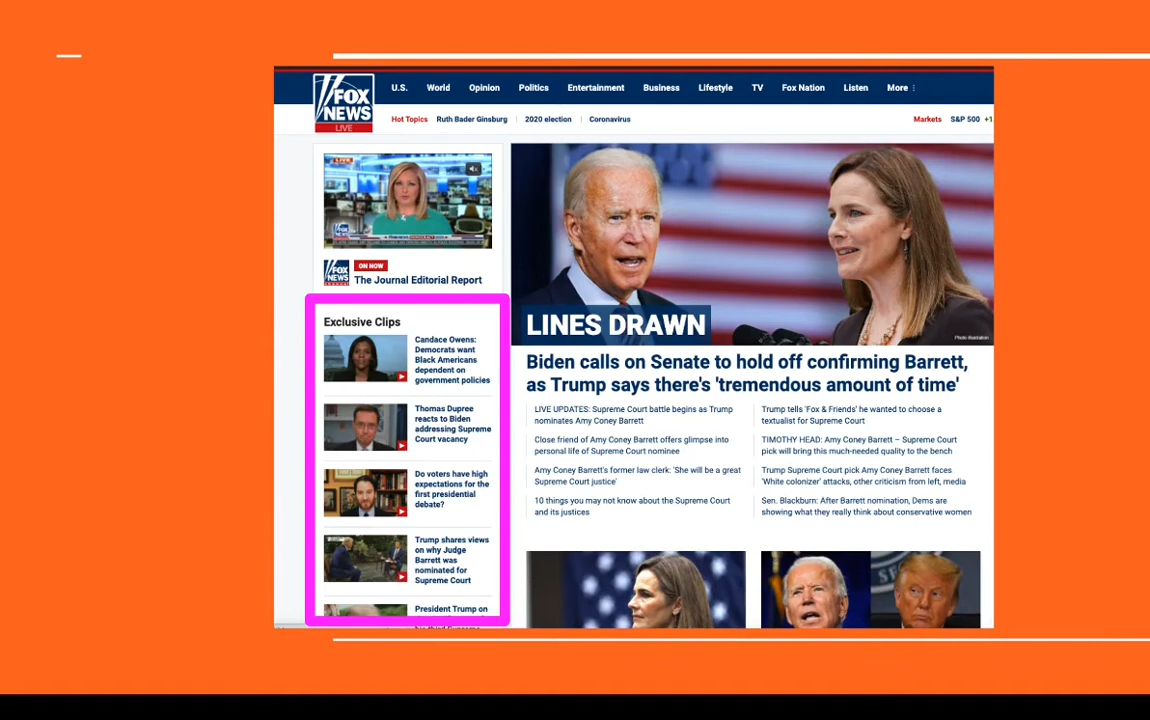 FOX
NEWS
LIVE
U.S. World Opinion Politics Entertainment Business Lifestyle TV Fox Nation Listen More
Hot Topics Ruth Bader Ginsburg 2020 election Coronavirus Markets S&P 500 +1
LIVE
FOX
NEWS
ON NOW
The Journal Editorial Report
Exclusive Clips
Candace Owens:
Democrats want
Black Americans
dependent on
government policies
Thomas Dupree
reacts to Biden
addressing Supreme
Court vacancy
Do voters have high
expectations for the
first presidential
debate?
Trump shares views
on why Judge
Barrett was
nominated for
Supreme Court
President Trump on
LINES DRAWN
Photo illustration
Biden calls on Senate to hold off confirming Barrett,
as Trump says there's 'tremendous amount of time'
LIVE UPDATES: Supreme Court battle begins as Trump
nominates Amy Coney Barrett
Close friend of Amy Coney Barrett offers glimpse into
personal life of Supreme Court nominee
Amy Coney Barrett's former law clerk: 'She will be a great
Supreme Court justice'
10 things you may not know about the Supreme Court
and its justices
Trump tells 'Fox & Friends' he wanted to choose a
textualist for Supreme Court
TIMOTHY HEAD: Amy Coney Barrett – Supreme Court
pick will bring this much-needed quality to the bench
Trump Supreme Court pick Amy Coney Barrett faces
'White colonizer' attacks, other criticism from left, media
Sen. Blackburn: After Barrett nomination, Dems are
showing what they really think about conservative women